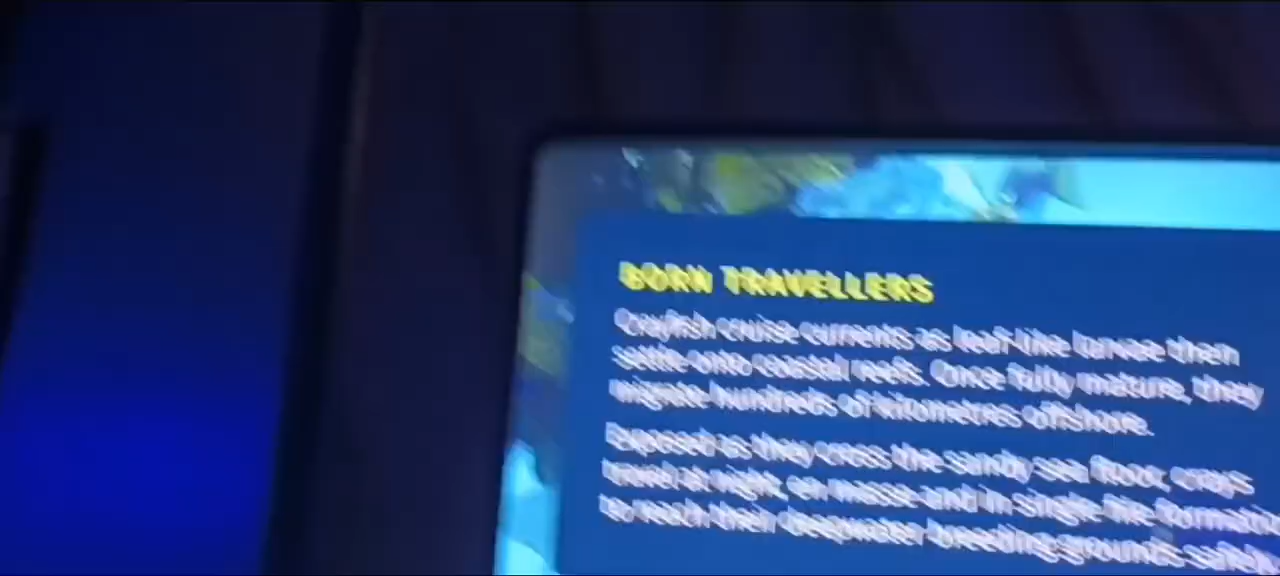 BORN TRAVELLERS
Crayfish cruise currents as leaf-like larvae then
settle onto coastal reefs. Once fully mature, they
migrate hundreds of kilometres offshore.
Exposed as they cross the sandy sea floor, crays
travel at night, en masse and in single-file formatio
to reach their deepwater breeding grounds safely